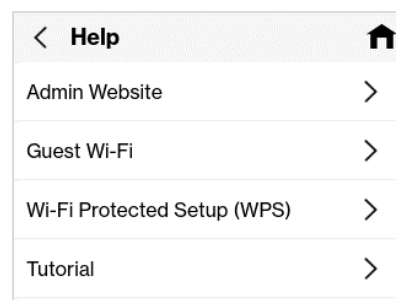 Help
Admin Website
Guest Wi-Fi
Wi-Fi Protected Setup (WPS)
Tutorial